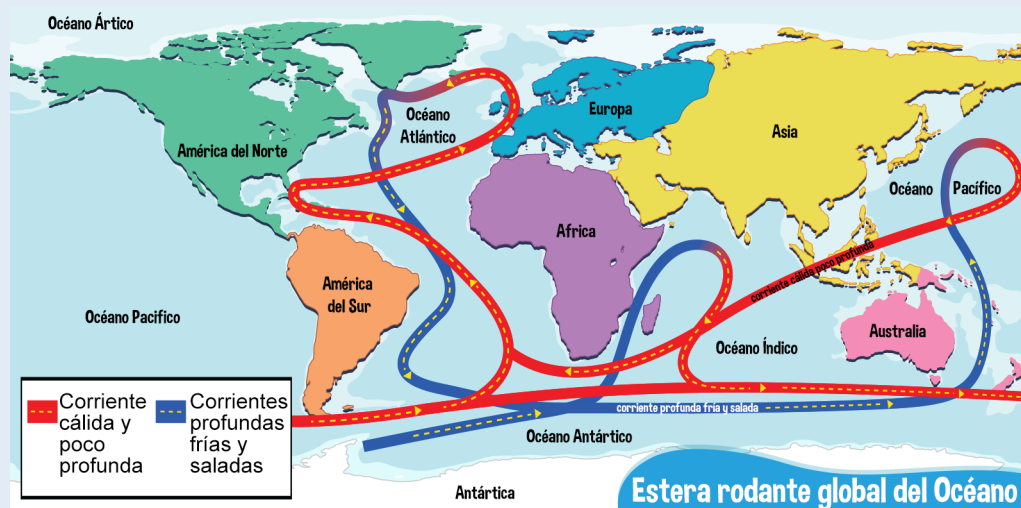 Océano Ártico
Océano
Atlántico
Europa
Asia
América del Norte
Océano Pacífico
Africa
corriente cálida poco profunda
América
del Sur
Océano Pacifico
Australia
Océano Índico
Corriente
cálida y
poco
profunda
Corrientes
profundas
frías y
saladas
corriente profunda fría y salada
Océano Antártico
Antártica
Estera rodante global del Océano